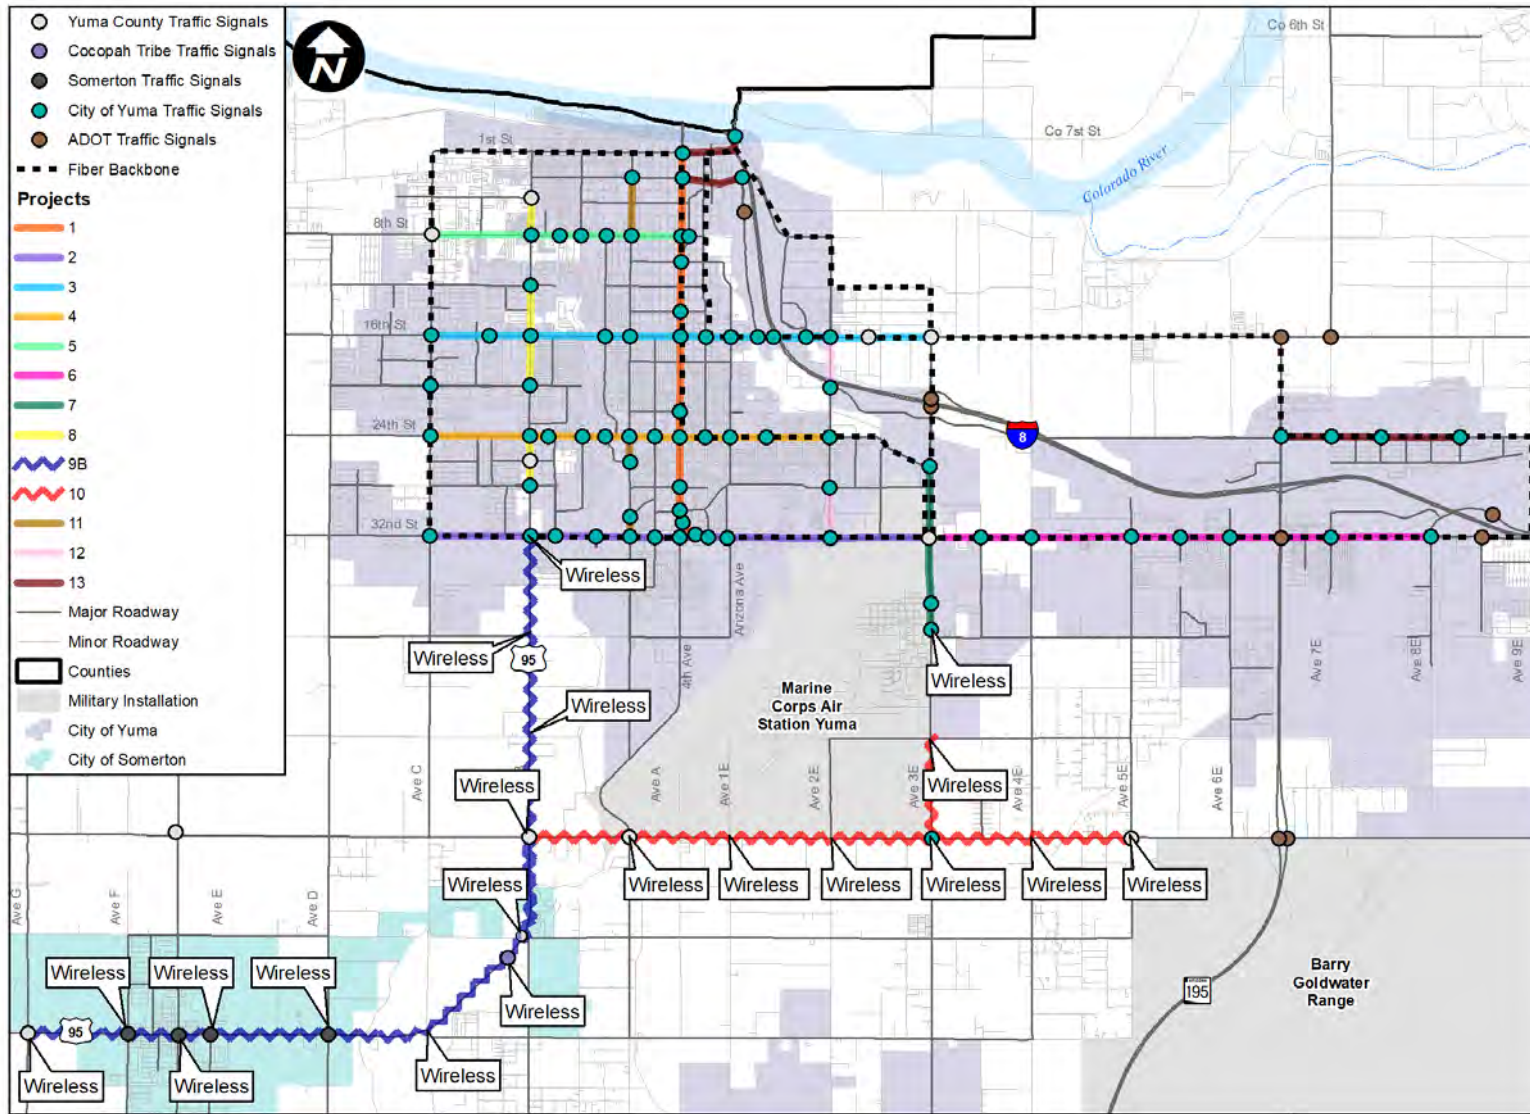 Yuma County Traffic Signals
Cocopah Tribe Traffic Signals
Somerton Traffic Signals
City of Yuma Traffic Signals
ADOT Traffic Signals
Fiber Backbone
Projects
1
2
3
4
5
6
7
8
9B
10
11
12
13
Major Roadway
Minor Roadway
Counties
Military Installation
City of Yuma
City of Somerton
N
Co 6th St
Co 7st St
1st St
Colorado River
8th St
16th St
24th St
8
32nd St
Wireless
Arizona Ave
Wireless
95
4th Ave
Wireless
Wireless
Ave 7E
Ave 8E
Ave 9E
Marine
Corps Air
Station Yuma
Wireless
Ave C
Wireless
Ave A
Ave 1E
Ave 2E
Ave 3E
Wireless
Ave 4E
Ave 5E
Ave 6E
Wireless
Wireless
Wireless
Wireless
Wireless
Wireless
Wireless
Ave G
Ave F
Ave E
Ave D
Wireless
Wireless
Wireless
Wireless
Barry
Goldwater
Range
195
95
Wireless
Wireless
Wireless